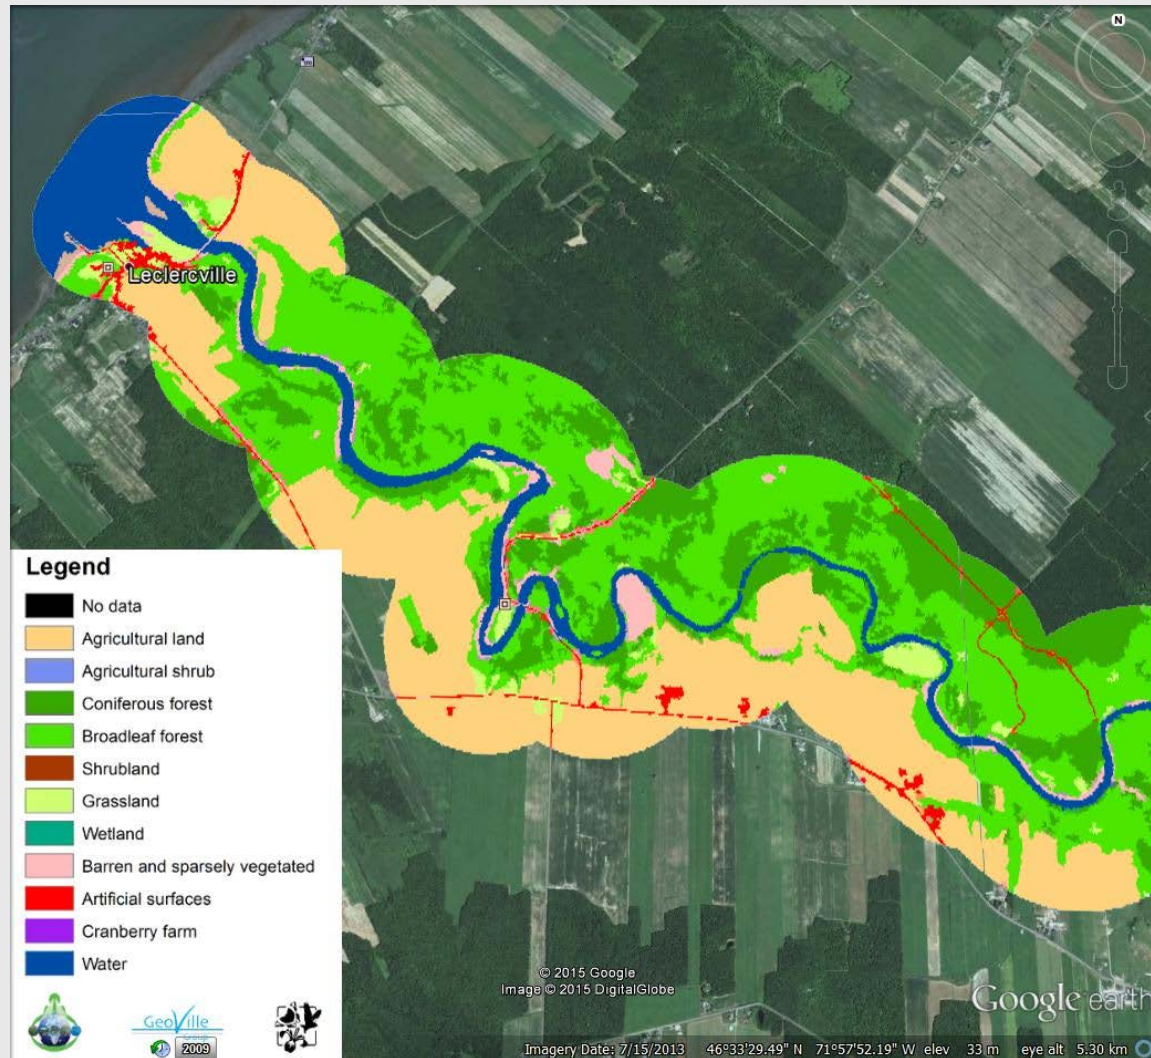 N
Leclercville
Legend
No data
Agricultural land
Agricultural shrub
Coniferous forest
Broadleaf forest
Shrubland
Grassland
Wetland
Barren and sparsely vegetated
Artificial surfaces
Cranberry farm
Water
GeoVille
Group
2009
© 2015 Google
Image © 2015 DigitalGlobe
Google earth
Imagery Date: 7/15/2013 46°33'29.49" N 71°57'52.19" W elev 33 m eye alt 5.30 km